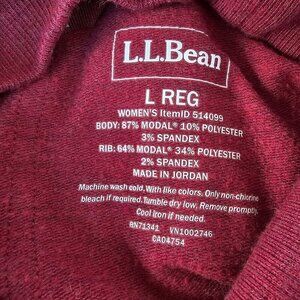 L.L.Bean
L REG
WOMEN'S ItemID 514099
BODY: 87% MODAL® 10% POLYESTER
3% SPANDEX
RIB: 64% MODAL® 34% POLYESTER
2% SPANDEX
MADE IN JORDAN
Machine wash cold. With like colors. Only non-chlorine
bleach if required. Tumble dry low. Remove promptly.
Cool iron if needed.
RN71341 VN1002746
CA04754